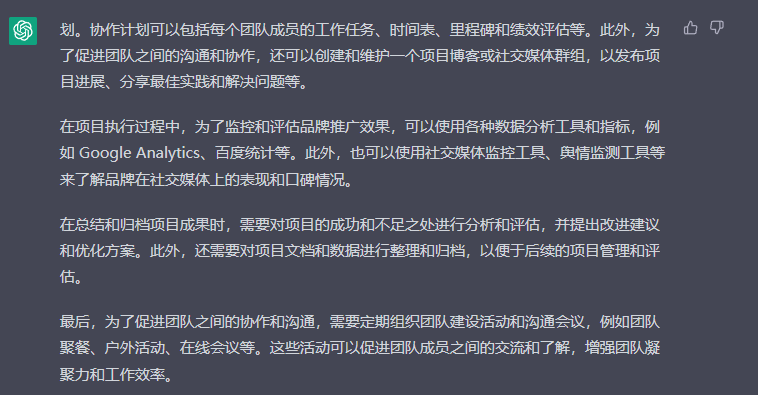 划。协作计划可以包括每个团队成员的工作任务、时间表、里程碑和绩效评估等。此外，为
了促进团队之间的沟通和协作，还可以创建和维护一个项目博客或社交媒体群组，以发布项
目进展、分享最佳实践和解决问题等。
在项目执行过程中，为了监控和评估品牌推广效果，可以使用各种数据分析工具和指标，例
如 Google Analytics、百度统计等。此外，也可以使用社交媒体监控工具、舆情监测工具等
来了解品牌在社交媒体上的表现和口碑情况。
在总结和归档项目成果时，需要对项目的成功和不足之处进行分析和评估，并提出改进建议
和优化方案。此外，还需要对项目文档和数据进行整理和归档，以便于后续的项目管理和评
估。
最后，为了促进团队之间的协作和沟通，需要定期组织团队建设活动和沟通会议，例如团队
聚餐、户外活动、在线会议等。这些活动可以促进团队成员之间的交流和了解，增强团队凝
聚力和工作效率。